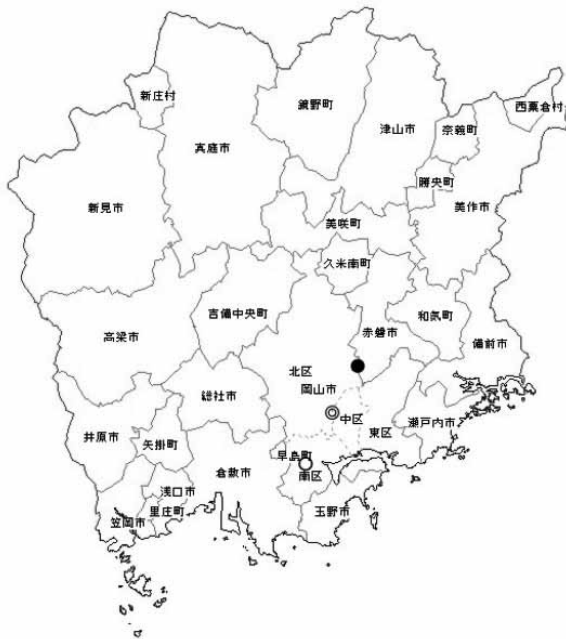 新庄村
真庭市
鏡野町
津山市
奈義町
西粟倉村
勝央町
美作市
新見市
美咲町
久米南町
吉備中央町
赤磐市
和気町
備前市
高梁市
北区
岡山市
総社市
中区
瀬戸内市
井原市
矢掛町
東区
早島町
倉敷市
南区
浅口市
里庄町
笠岡市
玉野市